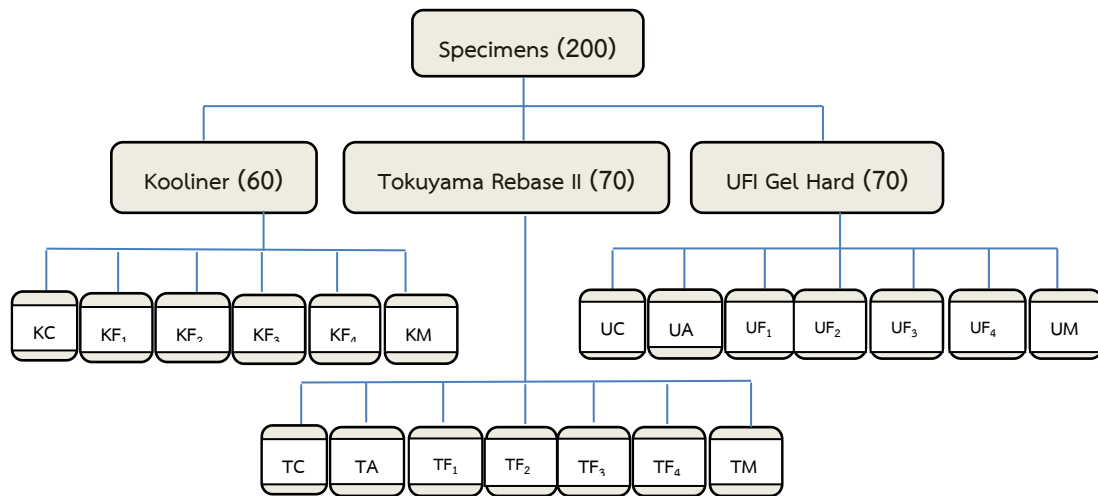 Specimens (200)
Kooliner (60)
Tokuyama Rebase II (70)
UFI Gel Hard (70)
KC
KF₁
KF₂
KF₃
KF₄
KM
UC
UA
UF₁
UF₂
UF₃
UF₄
UM
TC
TA
TF₁
TF₂
TF₃
TF₄
TM